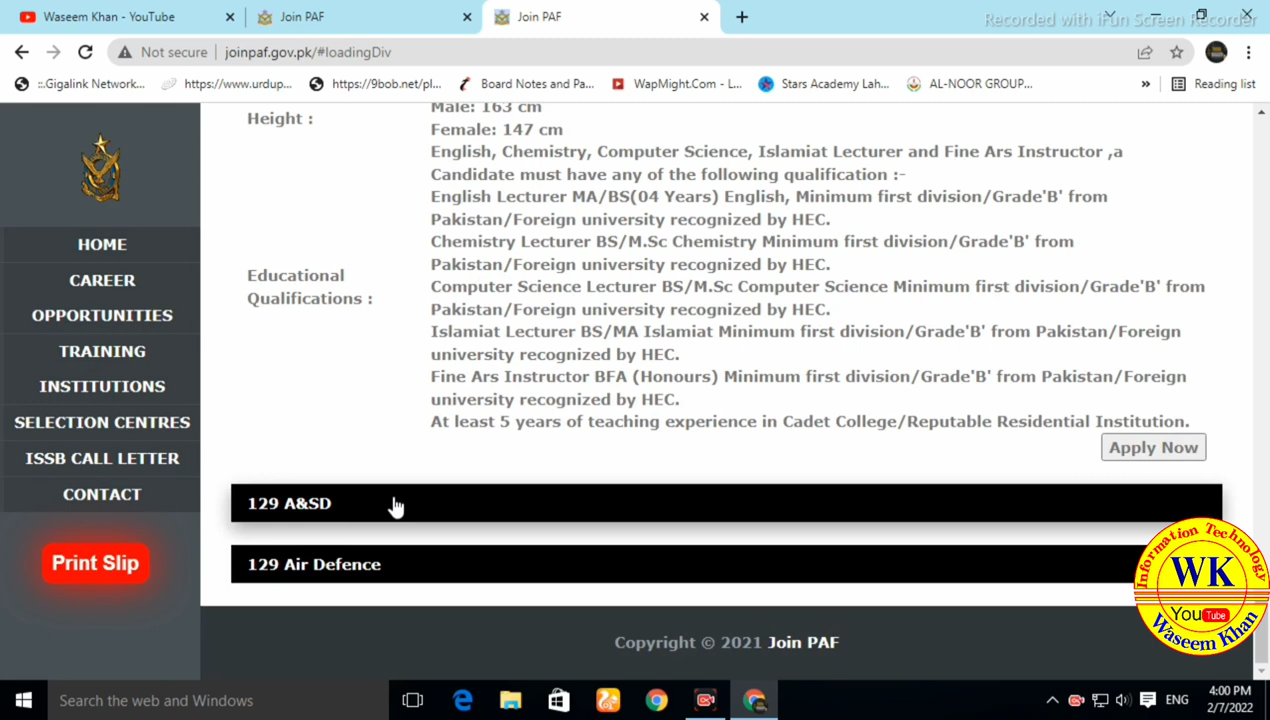 Waseem Khan - YouTube
Join PAF
Join PAF
Recorded with iFun Screen Recorder
Not secure
joinpaf.gov.pk/#loadingDiv
::.Gigalink Network...
https://www.urdup...
https://9bob.net/pl...
Board Notes and Pa...
WapMight.Com - L...
Stars Academy Lah...
AL-NOOR GROUP...
»
Reading list
HOME
CAREER
OPPORTUNITIES
TRAINING
INSTITUTIONS
SELECTION CENTRES
ISSB CALL LETTER
CONTACT
Print Slip
Height :
Male: 163 cm
Female: 147 cm
Educational
Qualifications :
English, Chemistry, Computer Science, Islamiat Lecturer and Fine Ars Instructor ,a
Candidate must have any of the following qualification :-
English Lecturer MA/BS(04 Years) English, Minimum first division/Grade'B' from
Pakistan/Foreign university recognized by HEC.
Chemistry Lecturer BS/M.Sc Chemistry Minimum first division/Grade'B' from
Pakistan/Foreign university recognized by HEC.
Computer Science Lecturer BS/M.Sc Computer Science Minimum first division/Grade'B' from
Pakistan/Foreign university recognized by HEC.
Islamiat Lecturer BS/MA Islamiat Minimum first division/Grade'B' from Pakistan/Foreign
university recognized by HEC.
Fine Ars Instructor BFA (Honours) Minimum first division/Grade'B' from Pakistan/Foreign
university recognized by HEC.
At least 5 years of teaching experience in Cadet College/Reputable Residential Institution.
Apply Now
129 A&SD
129 Air Defence
Information Technology
WK
YouTube
Waseem Khan
Copyright © 2021 Join PAF
Search the web and Windows
ENG
4:00 PM
2/7/2022